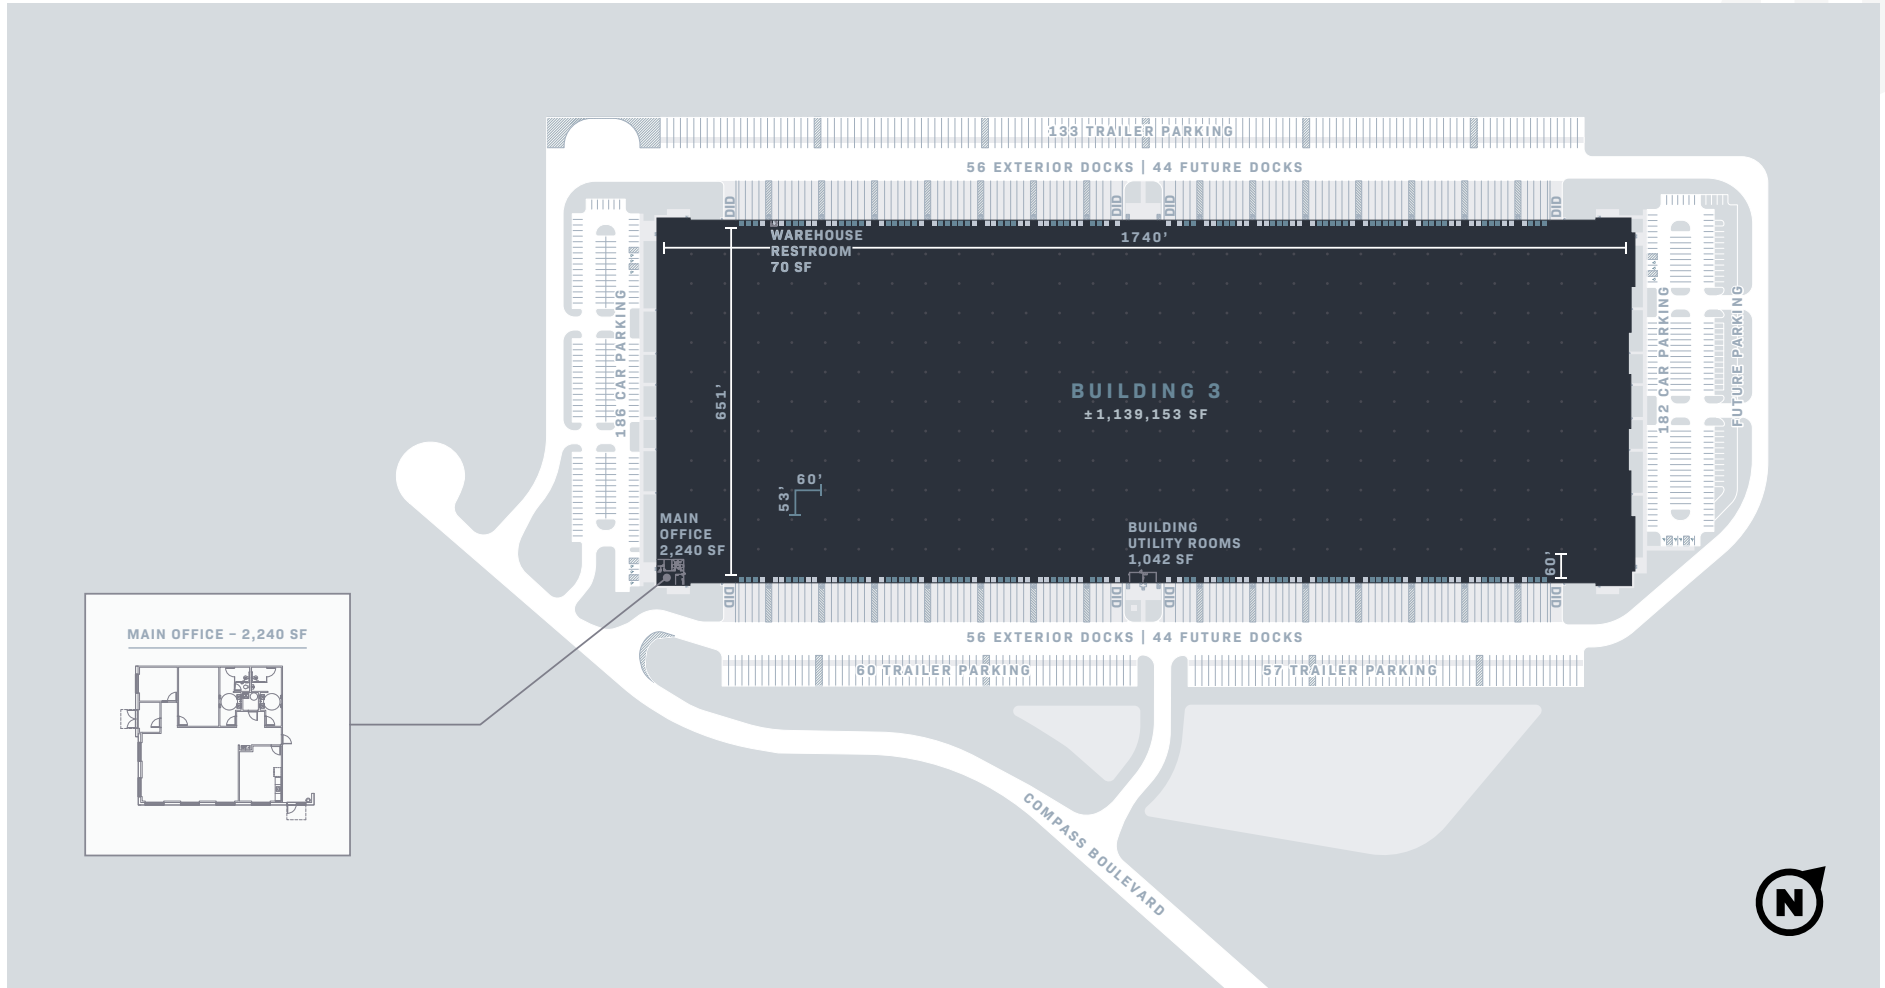 133 TRAILER PARKING
56 EXTERIOR DOCKS | 44 FUTURE DOCKS
DID
DID
DID
DID
WAREHOUSE
RESTROOM
70 SF
1740'
186 CAR PARKING
651'
BUILDING 3
±1,139,153 SF
182 CAR PARKING
FUTURE PARKING
60'
53'
MAIN
OFFICE
2,240 SF
BUILDING
UTILITY ROOMS
1,042 SF
60'
DID
DID
DID
DID
56 EXTERIOR DOCKS | 44 FUTURE DOCKS
60 TRAILER PARKING
57 TRAILER PARKING
MAIN OFFICE – 2,240 SF
COMPASS BOULEVARD
N